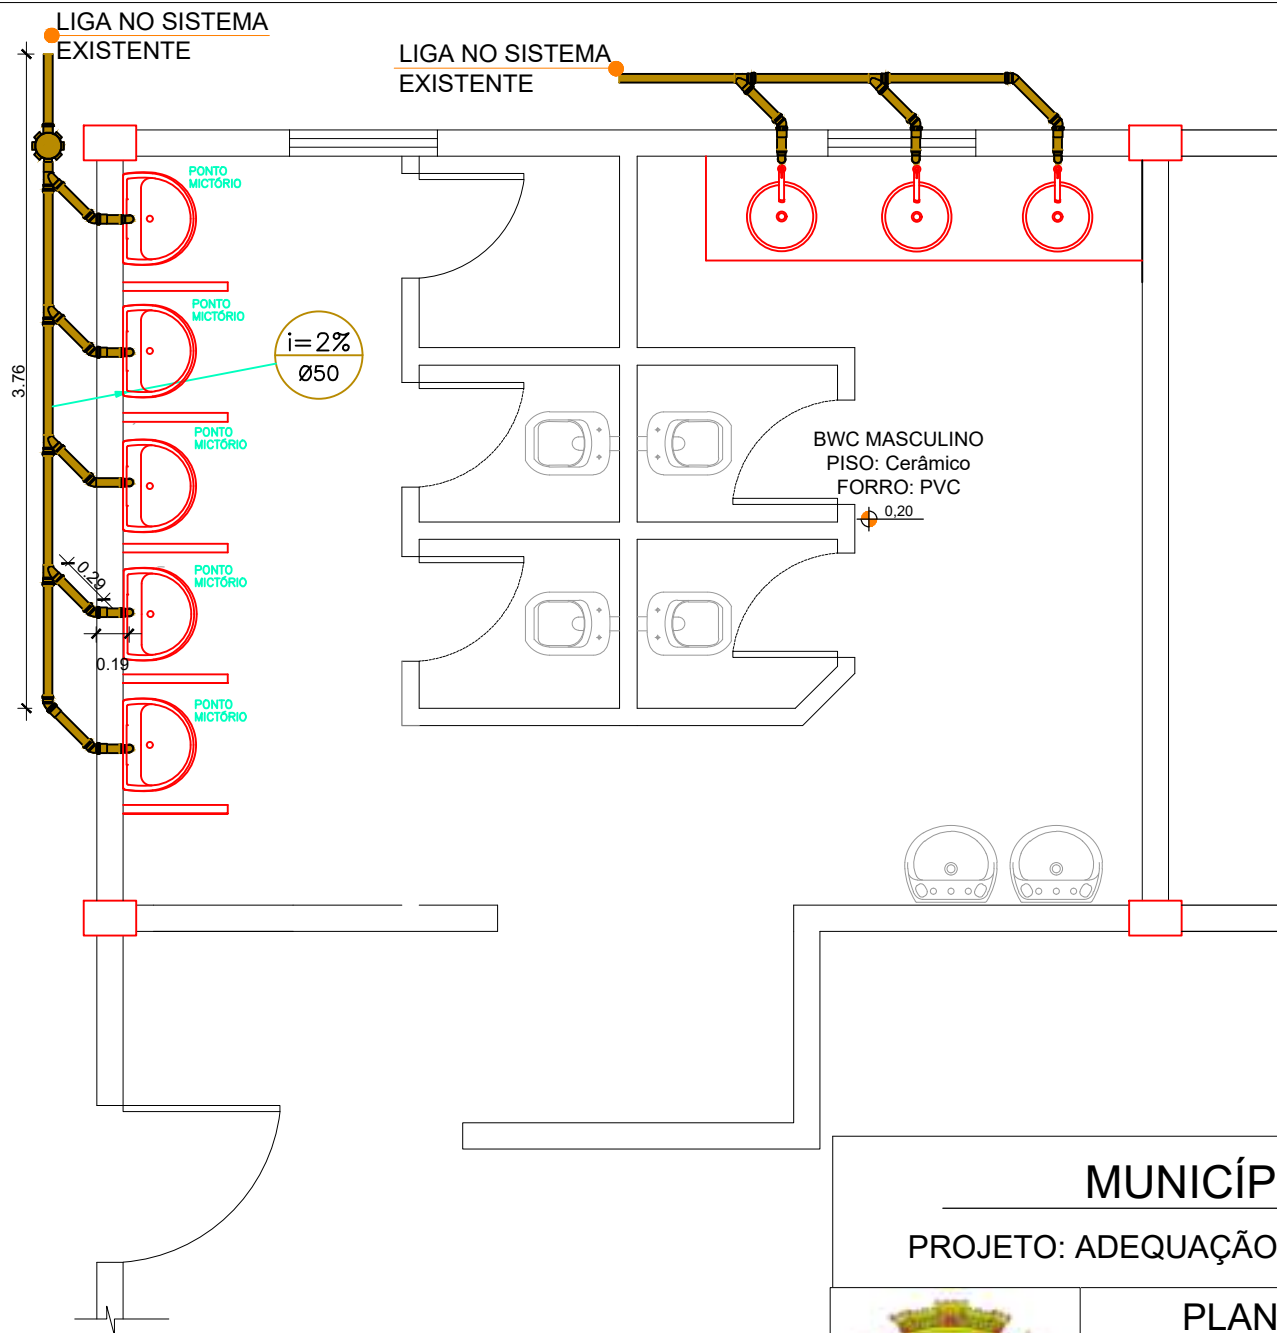 LIGA NO SISTEMA
EXISTENTE
LIGA NO SISTEMA
EXISTENTE
PONTO
MICTÓRIO
PONTO
MICTÓRIO
i=2%
Ø50
3.76
PONTO
MICTÓRIO
BWC MASCULINO
PISO: Cerâmico
FORRO: PVC
0,20
0.29
PONTO
MICTÓRIO
0.19
PONTO
MICTÓRIO
MUNICÍP
PROJETO: ADEQUAÇÃO
PLAN